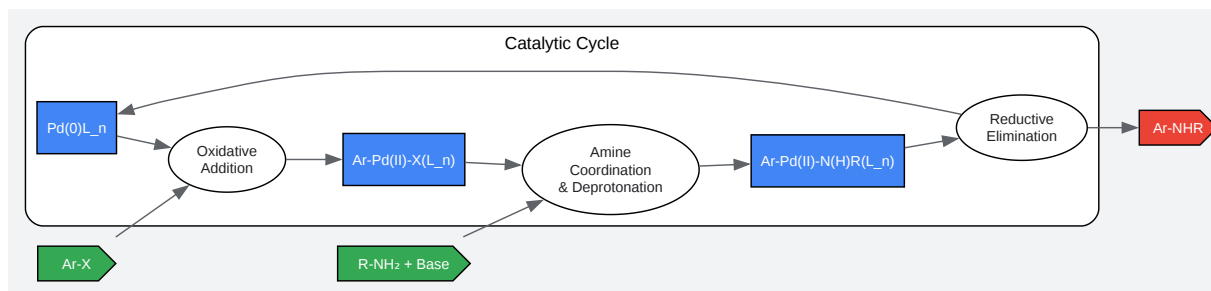 Catalytic Cycle
Pd(0)L_n
Oxidative
Addition
Ar-Pd(II)-X(L_n)
Amine
Coordination
& Deprotonation
Ar-Pd(II)-N(H)R(L_n)
Reductive
Elimination
Ar-NHR
Ar-X
R-NH₂ + Base